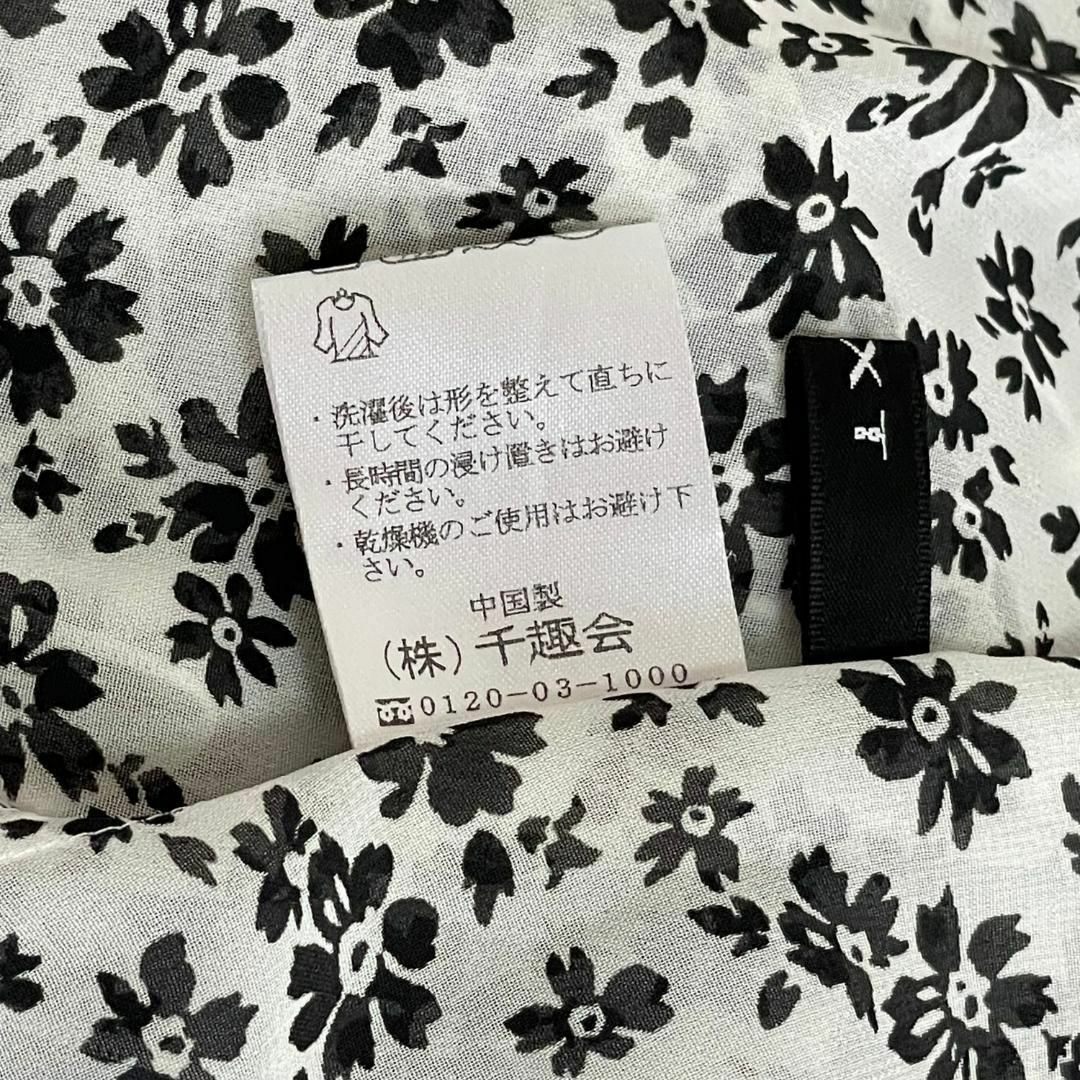 ・洗濯後は形を整えて直ちに
干してください。
・長時間の浸け置きはお避け
ください。
・乾燥機のご使用はお避け下
さい。
中国製
(株)千趣会
0120-03-1000